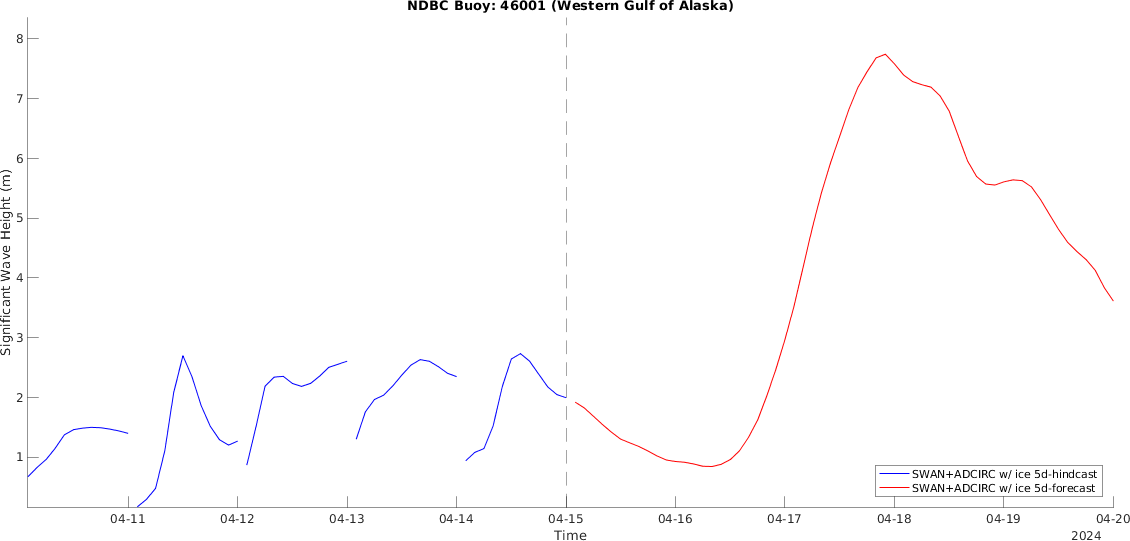 NDBC Buoy: 46001 (Western Gulf of Alaska)
8
7
6
5
4
3
2
1
Significant Wave Height (m)
SWAN+ADCIRC w/ ice 5d-hindcast
SWAN+ADCIRC w/ ice 5d-forecast
04-11 04-12 04-13 04-14 04-15 04-16 04-17 04-18 04-19 04-20
Time
2024